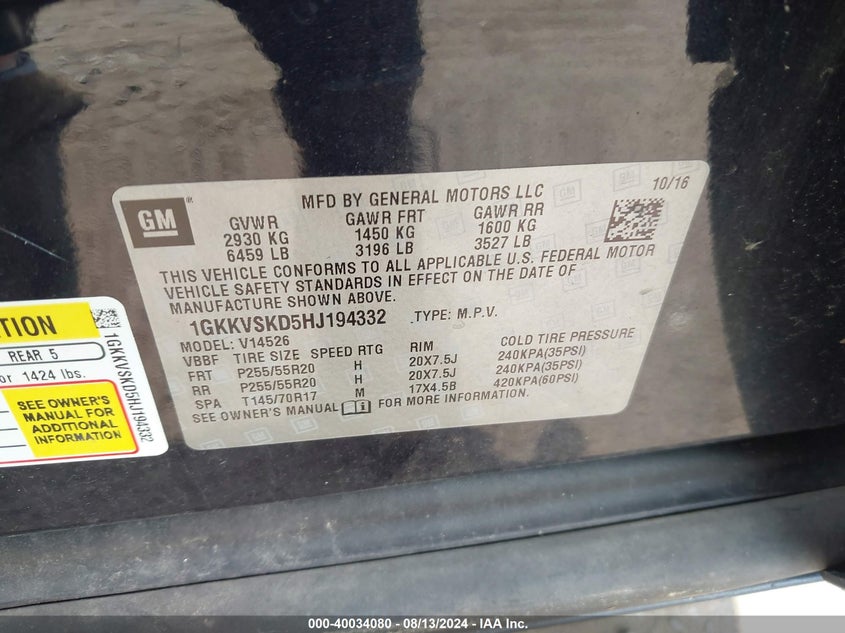 MFD BY GENERAL MOTORS LLC 10/16
GM ®
GVWR GAWR FRT GAWR RR
2930 KG 1450 KG 1600 KG
6459 LB 3196 LB 3527 LB
THIS VEHICLE CONFORMS TO ALL APPLICABLE U.S. FEDERAL MOTOR
VEHICLE SAFETY STANDARDS IN EFFECT ON THE DATE OF
MANUFACTURE SHOWN ABOVE.
1GKKVSKD5HJ194332 TYPE: M.P.V.
MODEL: V14526
VBBF TIRE SIZE SPEED RTG RIM COLD TIRE PRESSURE
FRT P255/55R20 H 20X7.5J 240KPA(35PSI)
RR P255/55R20 H 20X7.5J 240KPA(35PSI)
SPA T145/70R17 M 17X4.5B 420KPA(60PSI)
SEE OWNER'S MANUAL FOR MORE INFORMATION.
TION
REAR 5
or 1424 lbs.
SEE OWNER'S
MANUAL FOR
ADDITIONAL
INFORMATION
1GKKVSKD5HJ194332
000-40034080 - 08/13/2024 - IAA Inc.